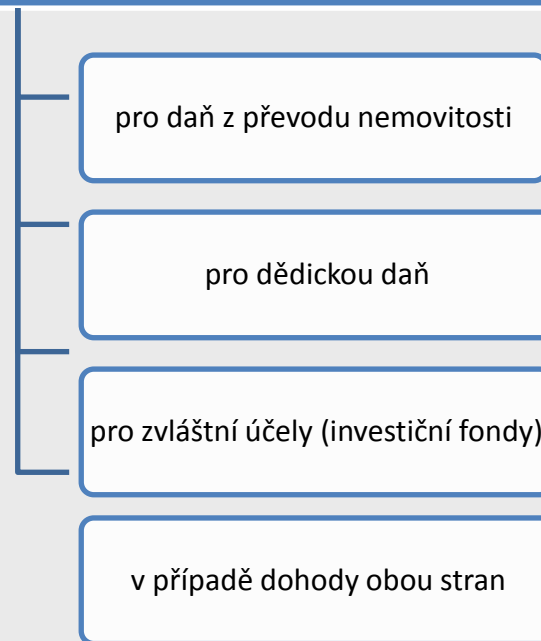 pro daň z převodu nemovitosti
pro dědickou daň
pro zvláštní účely (investiční fondy)
v případě dohody obou stran